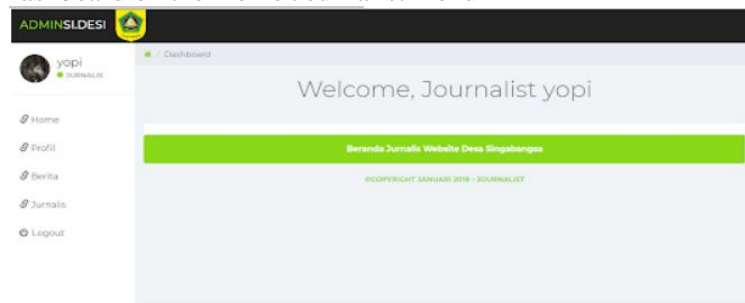 ADMINSI.DESI
yopi
JURNALIS
/ Dashboard
Welcome, Journalist yopi
Home
Profil
Berita
Jurnalis
Logout
Beranda Jurnalis Website Desa Singabangsa
©COPYRIGHT JANUARI 2018 - JOURNALIST